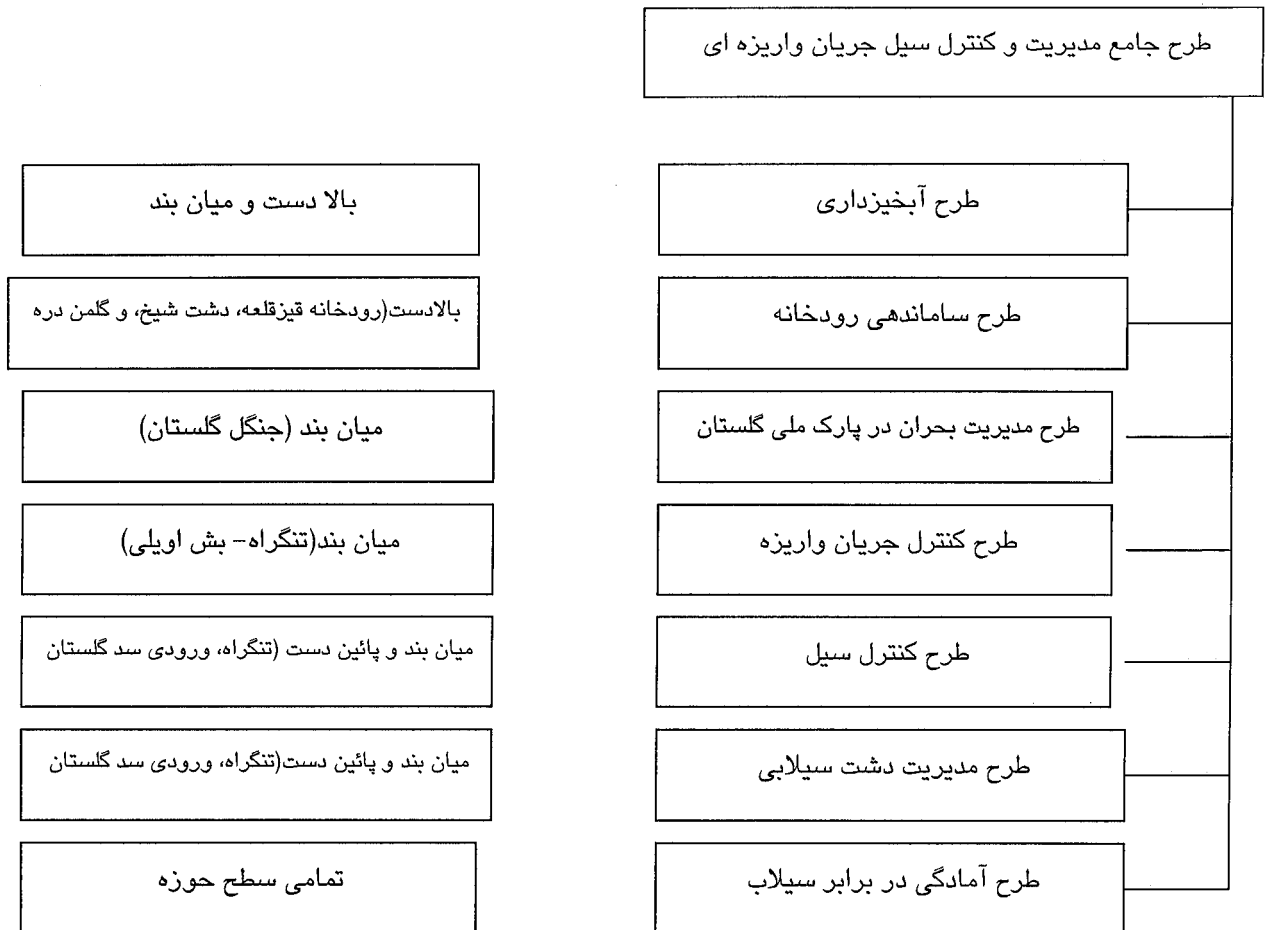 طرح جامع مدیریت و کنترل سیل جریان واریزه ای
طرح آبخیزداری
بالا دست و میان بند
طرح ساماندهی رودخانه
بالادست(رودخانه قیزقلعه، دشت شیخ، و گلمن دره
طرح مدیریت بحران در پارک ملی گلستان
میان بند (جنگل گلستان)
طرح کنترل جریان واریزه
میان بند(تنگراه- بش اویلی)
طرح کنترل سیل
میان بند و پائین دست (تنگراه، ورودی سد گلستان
طرح مدیریت دشت سیلابی
میان بند و پائین دست(تنگراه، ورودی سد گلستان
طرح آمادگی در برابر سیلاب
تمامی سطح حوزه